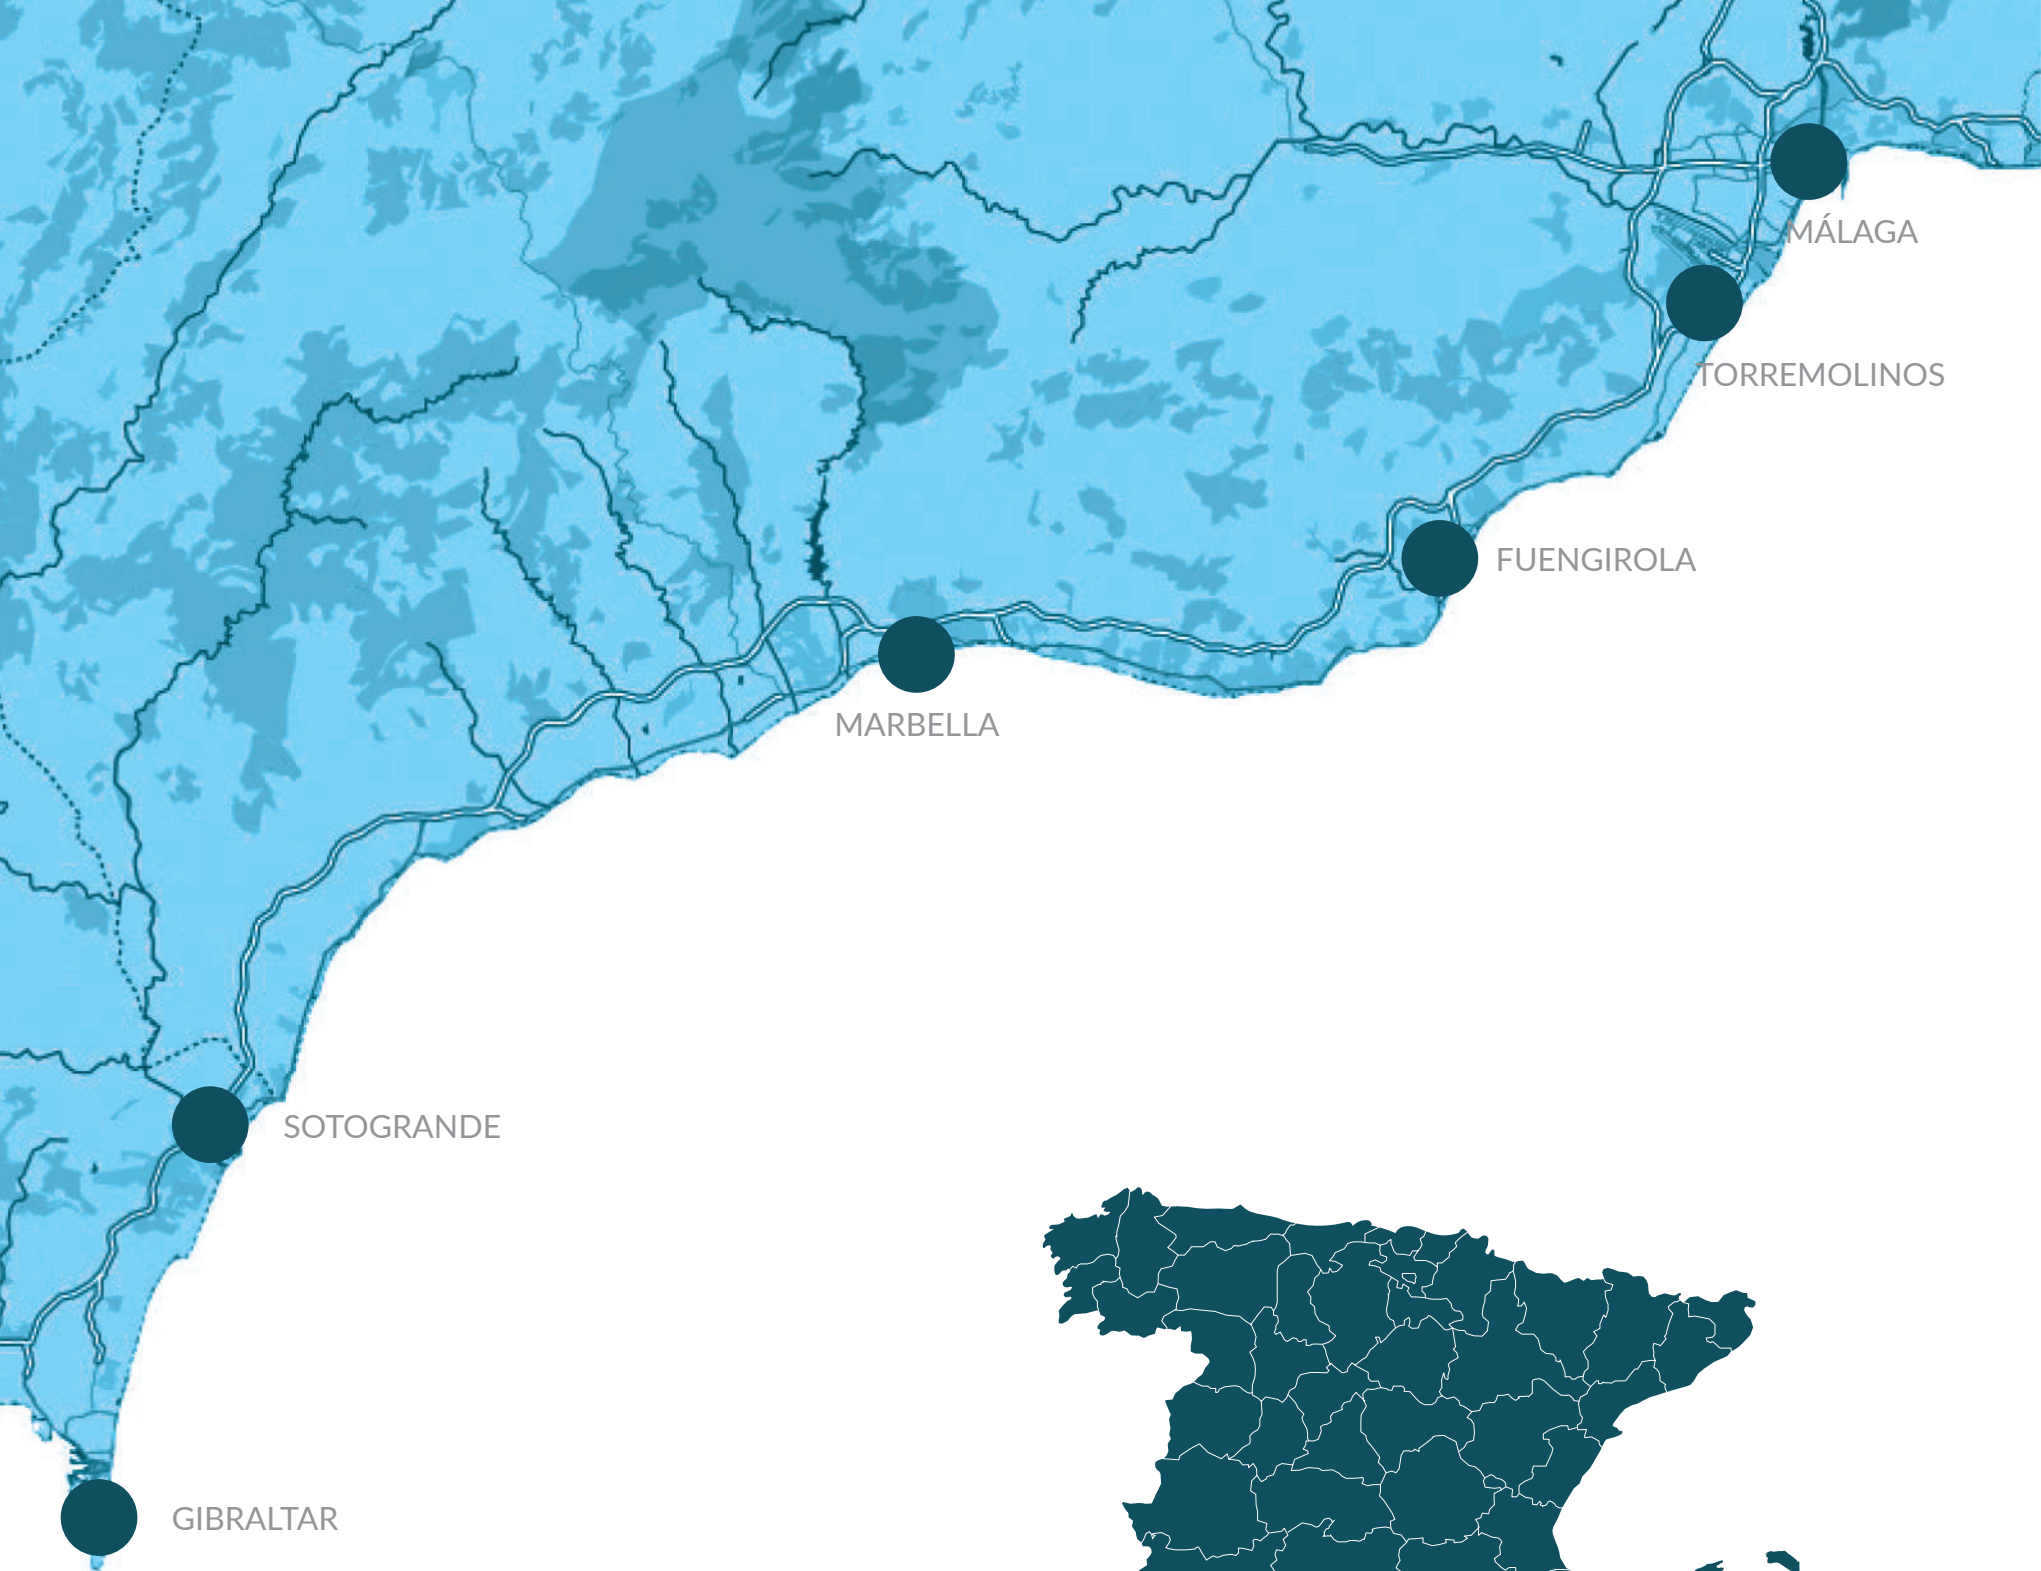 MÁLAGA
TORREMOLINOS
FUENGIROLA
MARBELLA
SOTOGRANDE
GIBRALTAR